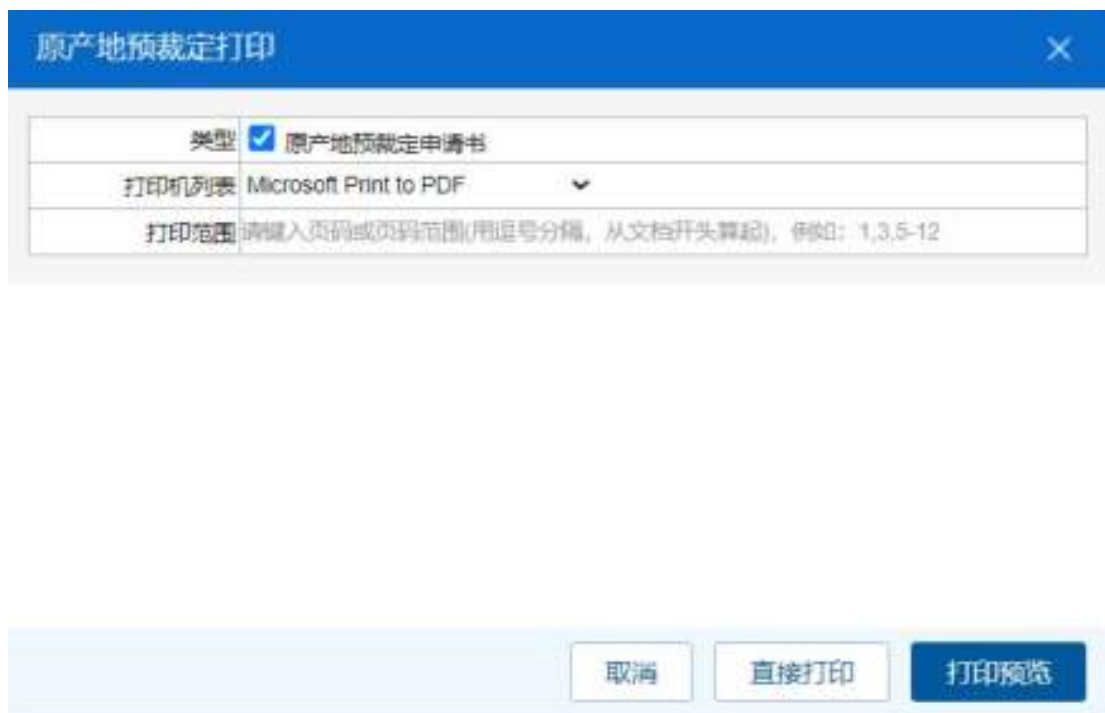 原产地预裁定打印
类型 原产地预裁定申请书
打印机列表 Microsoft Print to PDF
打印范围 请键入页码或页码范围(用逗号分隔，从文档开头算起)，例如：1,3,5-12
取消 直接打印 打印预览